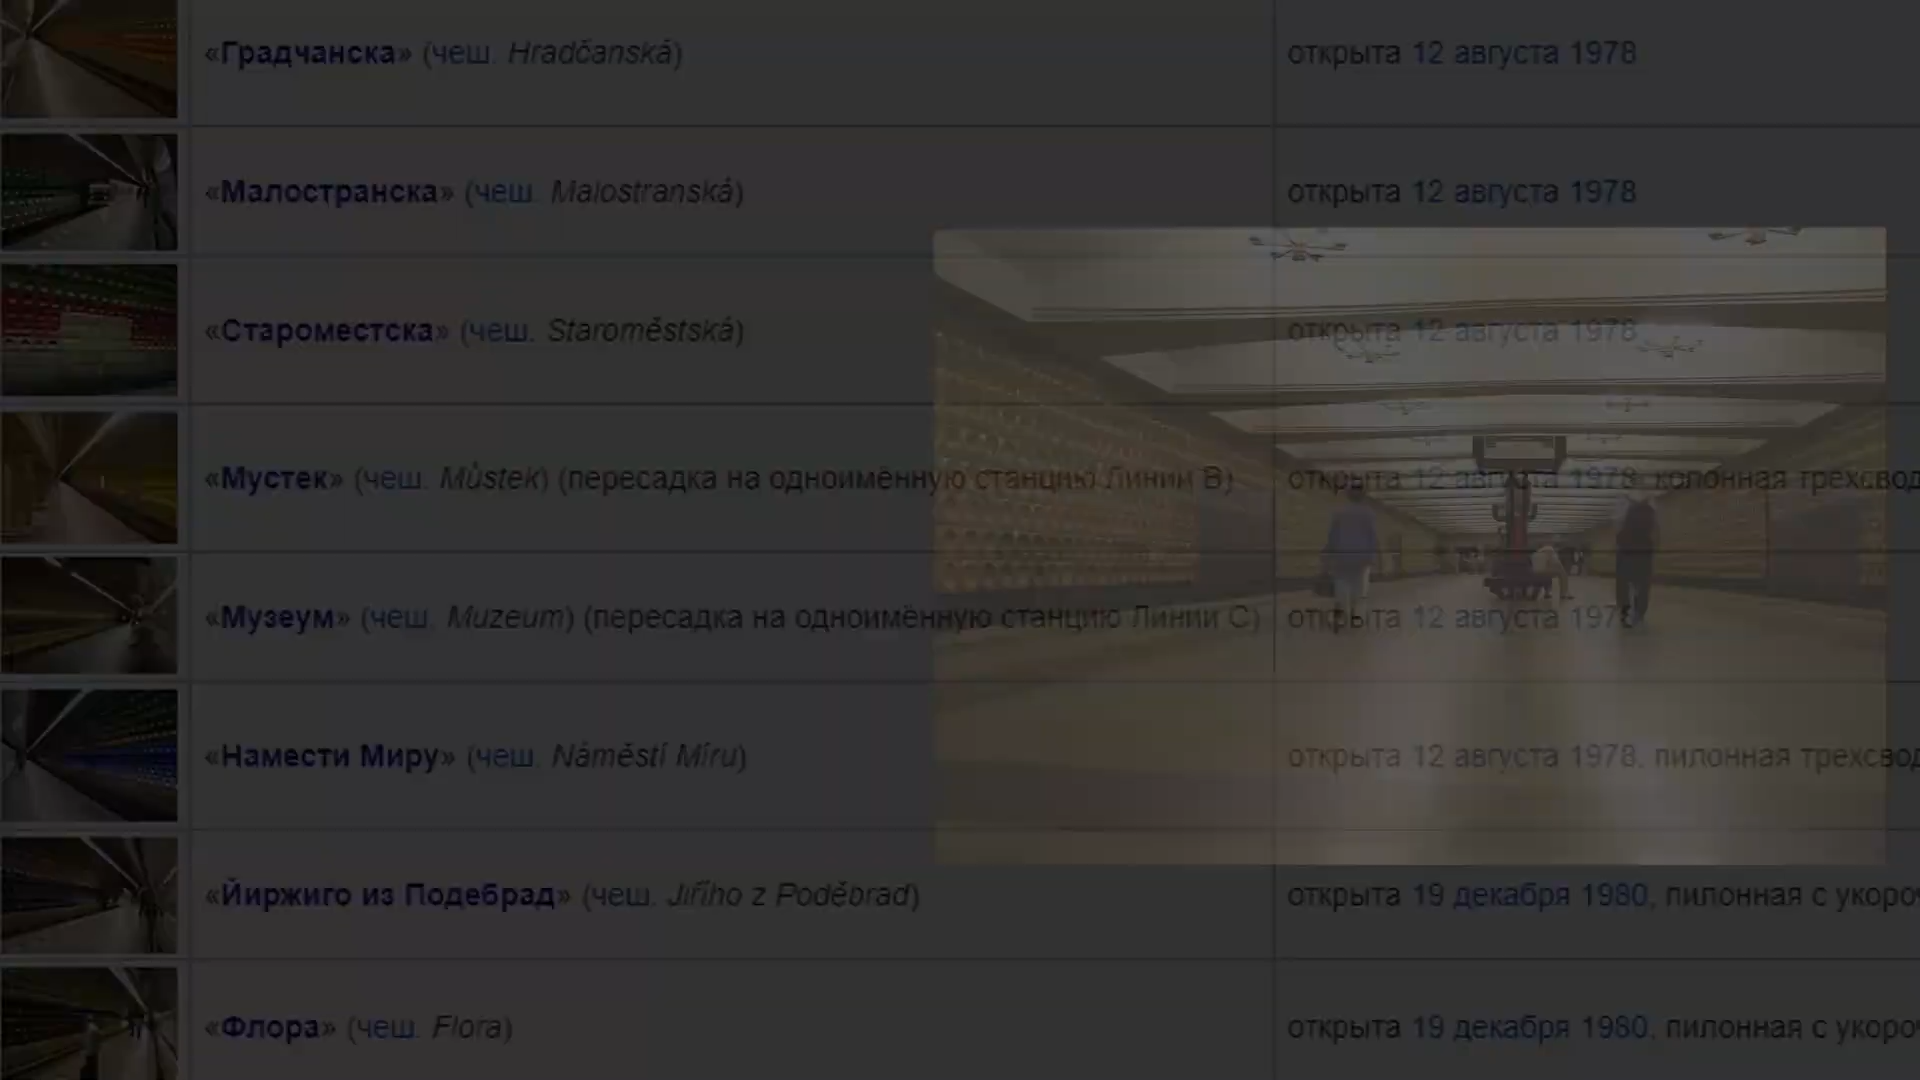 «Градчанска» (чеш. Hradčanská) открыта 12 августа 1978
«Малостранска» (чеш. Malostranská) открыта 12 августа 1978
«Староместска» (чеш. Staroměstská) открыта 12 августа 1978
«Мустек» (чеш. Můstek) (пересадка на одноимённую станцию Линии B) открыта 12 августа 1978, колонная трехсвод
«Музеум» (чеш. Muzeum) (пересадка на одноимённую станцию Линии C) открыта 12 августа 1978
«Намести Миру» (чеш. Náměstí Míru) открыта 12 августа 1978, пилонная трехсвод
«Йиржиго из Подебрад» (чеш. Jiřího z Poděbrad) открыта 19 декабря 1980, пилонная с укоро
«Флора» (чеш. Flora) открыта 19 декабря 1980, пилонная с укоро